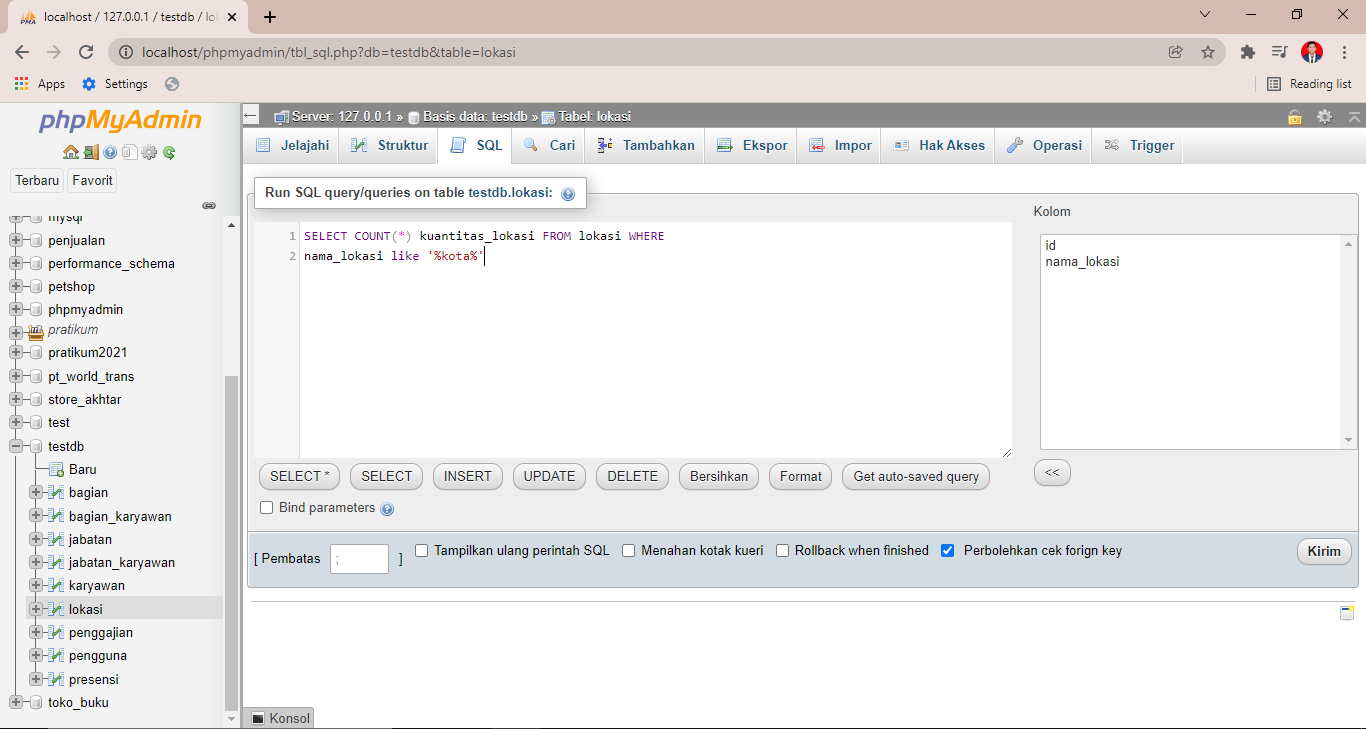 localhost / 127.0.0.1 / testdb / lok
localhost/phpmyadmin/tbl_sql.php?db=testdb&table=lokasi
Apps Settings Reading list
phpMyAdmin
Terbaru Favorit
mysql
penjualan
performance_schema
petshop
phpmyadmin
pratikum
pratikum2021
pt_world_trans
store_akhtar
test
testdb
Baru
bagian
bagian_karyawan
jabatan
jabatan_karyawan
karyawan
lokasi
penggajian
pengguna
presensi
toko_buku
Server: 127.0.0.1 » Basis data: testdb » Tabel: lokasi
Jelajahi Struktur SQL Cari Tambahkan Ekspor Impor Hak Akses Operasi Trigger
Run SQL query/queries on table testdb.lokasi:
1 SELECT COUNT(*) kuantitas_lokasi FROM lokasi WHERE
2 nama_lokasi like '%kota%'
Kolom
id
nama_lokasi
SELECT * SELECT INSERT UPDATE DELETE Bersihkan Format Get auto-saved query <<
Bind parameters
[ Pembatas ; ] Tampilkan ulang perintah SQL Menahan kotak kueri Rollback when finished Perbolehkan cek forign key Kirim
Konsol